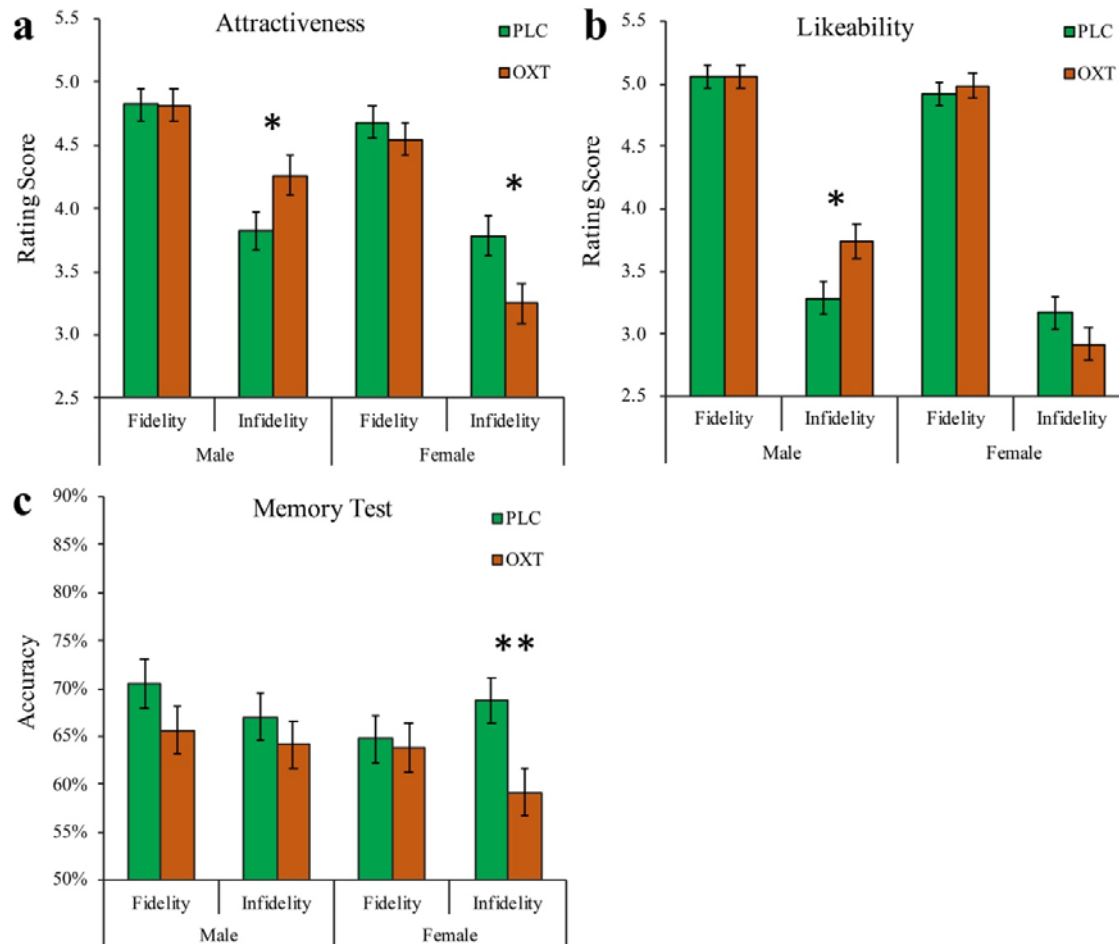 a
Attractiveness
PLC
OXT
5.5
5.0
4.5
4.0
3.5
3.0
2.5
Rating Score
*
*
Fidelity Infidelity Fidelity Infidelity
Male Female
b
Likeability
PLC
OXT
5.5
5.0
4.5
4.0
3.5
3.0
2.5
Rating Score
*
Fidelity Infidelity Fidelity Infidelity
Male Female
c
Memory Test
PLC
OXT
90%
85%
80%
75%
70%
65%
60%
55%
50%
Accuracy
**
Fidelity Infidelity Fidelity Infidelity
Male Female